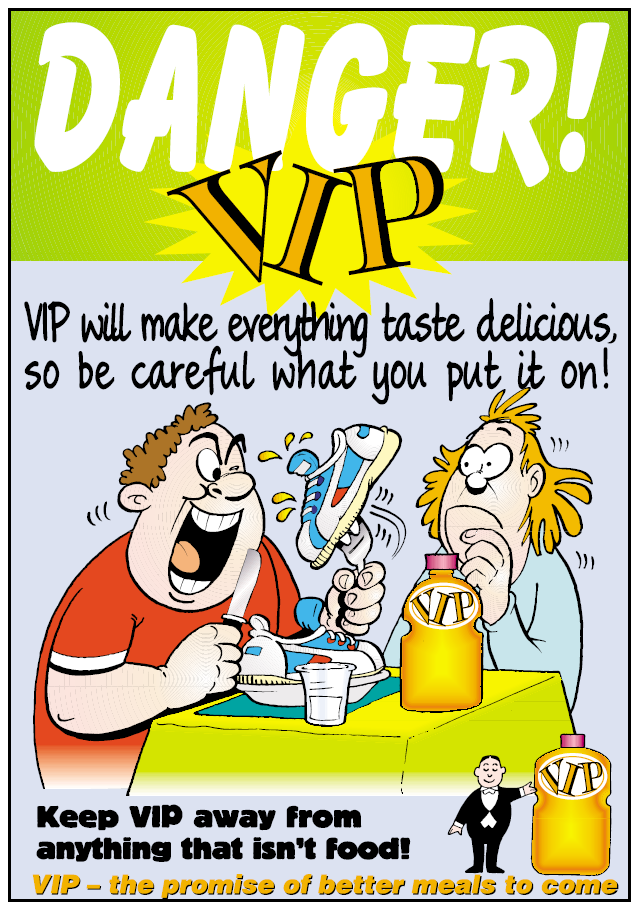 DANGER!
VIP
VIP will make everything taste delicious,
so be careful what you put it on!
VIP
VIP
Keep VIP away from
anything that isn't food!
VIP – the promise of better meals to come